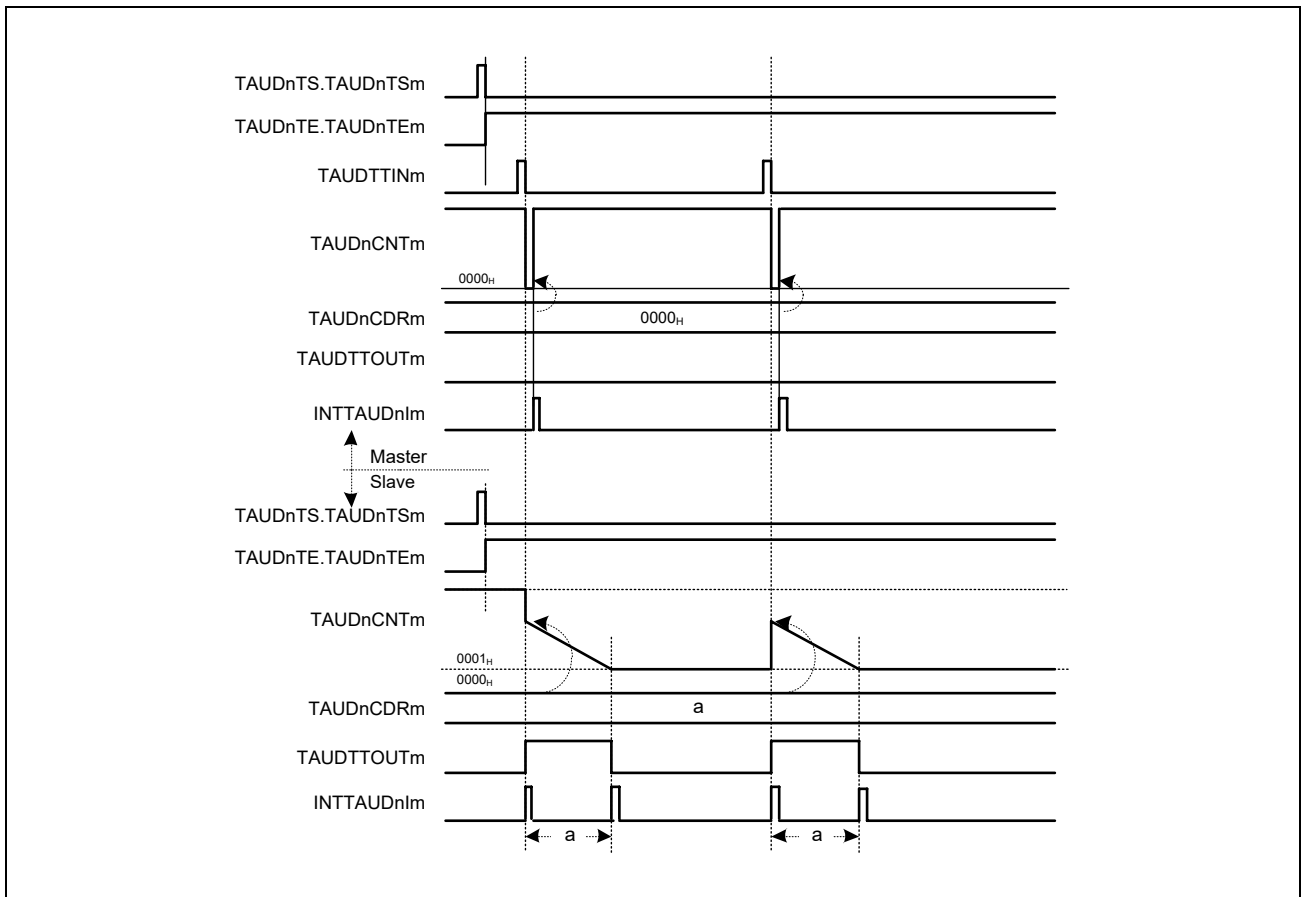 TAUDnTS.TAUDnTSm
TAUDnTE.TAUDnTEm
TAUDTTINm
TAUDnCNTm
0000H
TAUDnCDRm
0000H
TAUDTTOUTm
INTTAUDnIm
Master
Slave
TAUDnTS.TAUDnTSm
TAUDnTE.TAUDnTEm
TAUDnCNTm
0001H
0000H
TAUDnCDRm
a
TAUDTTOUTm
INTTAUDnIm
a
a